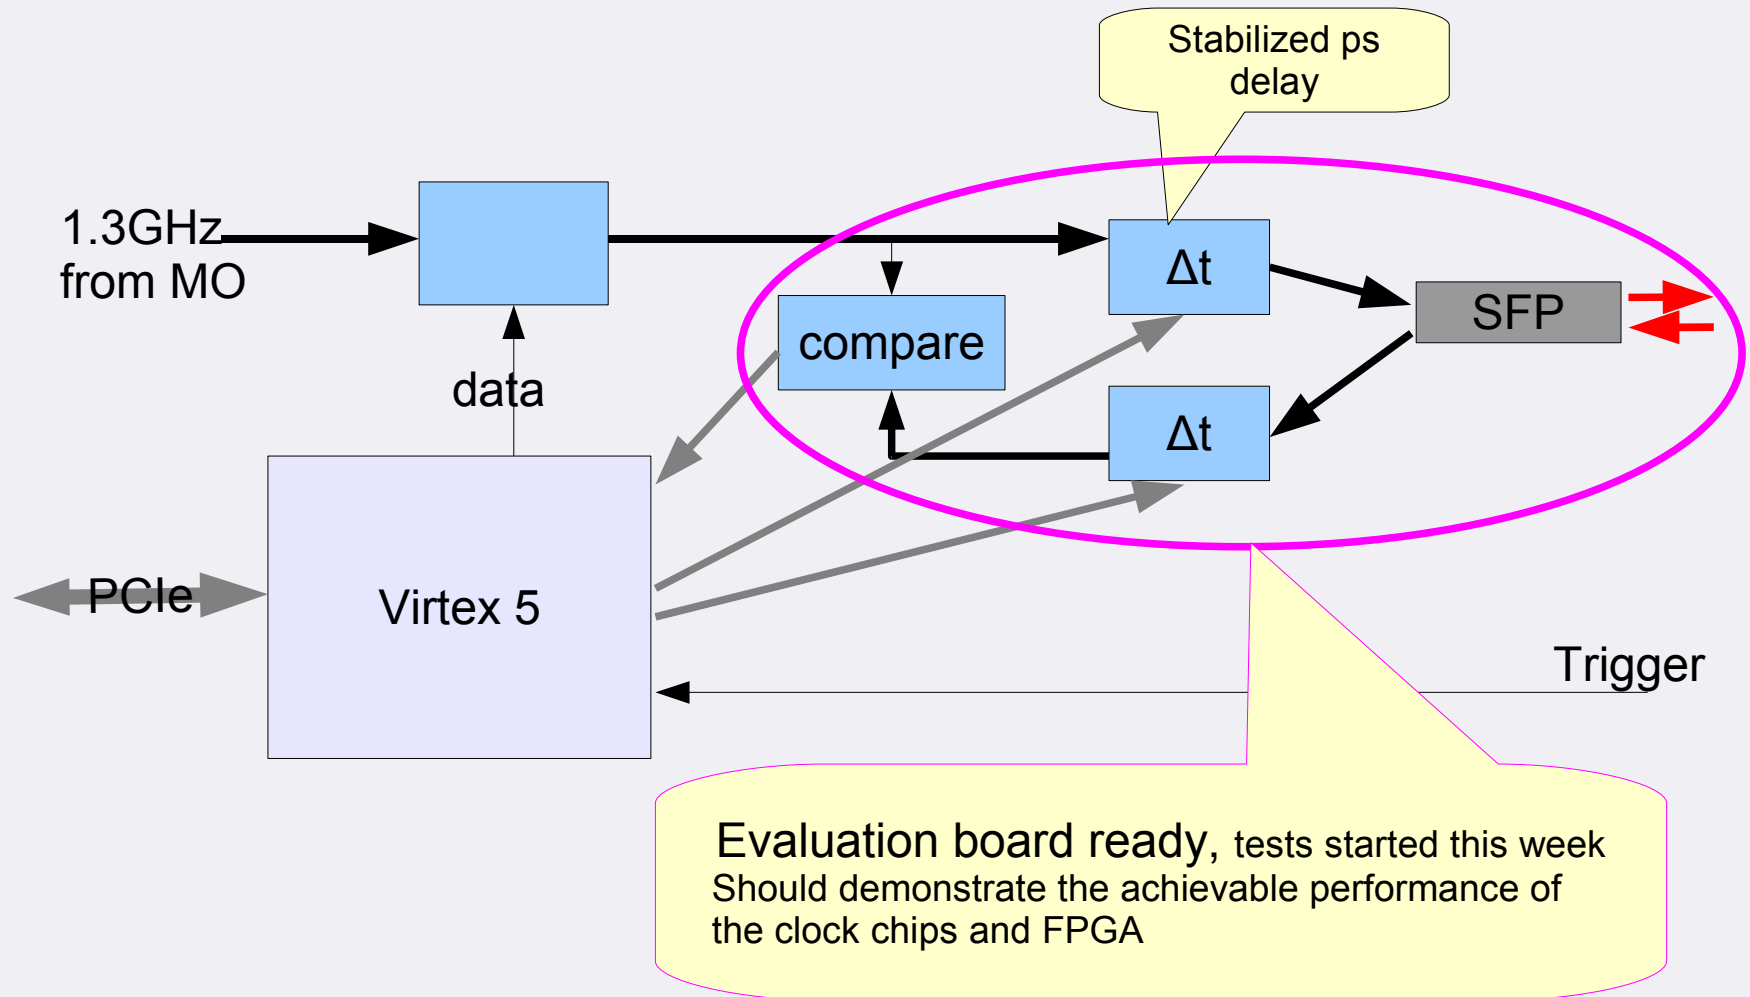 Stabilized ps
delay
1.3GHz
from MO
Δt
SFP
compare
data
Δt
PCIe
Virtex 5
Trigger
Evaluation board ready, tests started this week
Should demonstrate the achievable performance of
the clock chips and FPGA